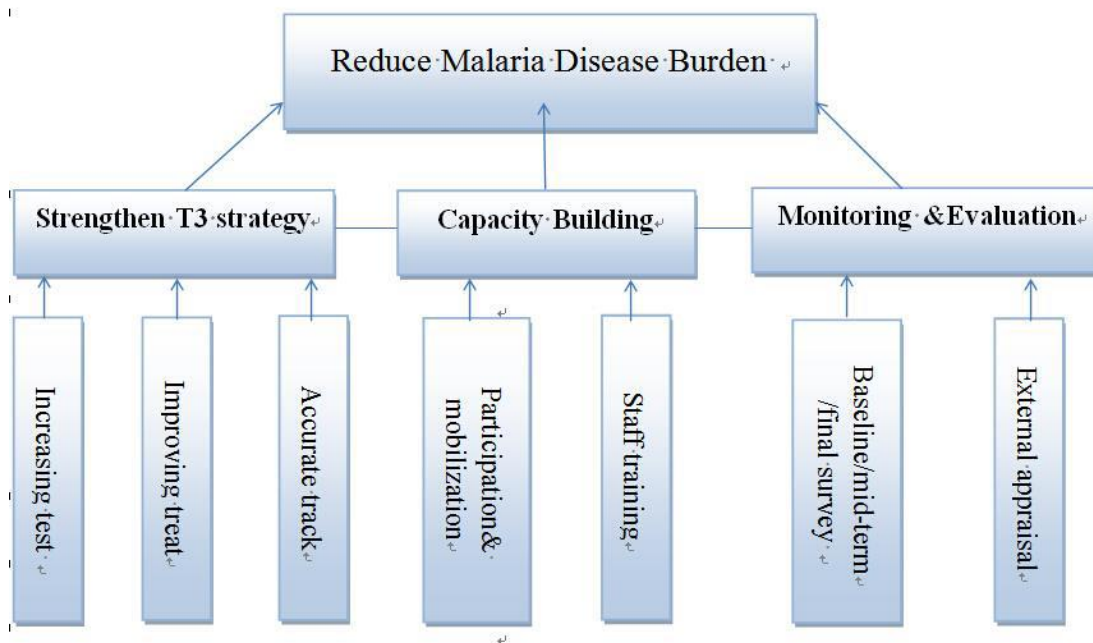 Reduce Malaria Disease Burden
Strengthen T3 strategy
Capacity Building
Monitoring &Evaluation
Increasing test
Improving treat
Accurate track
Participation&
mobilization
Staff training
Baseline/mid-term
/final survey
External appraisal